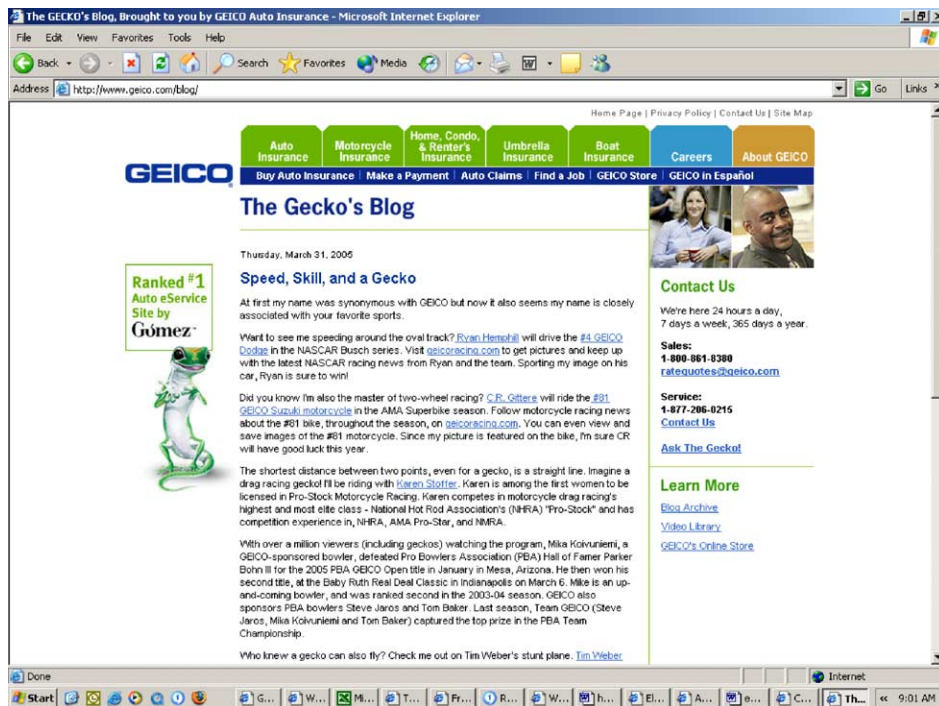 The GECKO's Blog, Brought to you by GEICO Auto Insurance - Microsoft Internet Explorer
File Edit View Favorites Tools Help
Back Search Favorites Media
Address http://www.geico.com/blog/ Go Links
Home Page | Privacy Policy | Contact Us | Site Map
Auto Insurance
Motorcycle Insurance
Home, Condo, & Renter's Insurance
Umbrella Insurance
Boat Insurance
Careers
About GEICO
GEICO
Buy Auto Insurance | Make a Payment | Auto Claims | Find a Job | GEICO Store | GEICO in Español
The Gecko's Blog
Thursday, March 31, 2005
Speed, Skill, and a Gecko
At first my name was synonymous with GEICO but now it also seems my name is closely
associated with your favorite sports.
Want to see me speeding around the oval track? Ryan Hemphill will drive the #4 GEICO
Dodge in the NASCAR Busch series. Visit geicoracing.com to get pictures and keep up
with the latest NASCAR racing news from Ryan and the team. Sporting my image on his
car, Ryan is sure to win!
Did you know I'm also the master of two-wheel racing? C.R. Gittere will ride the #81
GEICO Suzuki motorcycle in the AMA Superbike season. Follow motorcycle racing news
about the #81 bike, throughout the season, on geicoracing.com. You can even view and
save images of the #81 motorcycle. Since my picture is featured on the bike, I'm sure CR
will have good luck this year.
The shortest distance between two points, even for a gecko, is a straight line. Imagine a
drag racing gecko! I'll be riding with Karen Stoffer. Karen is among the first women to be
licensed in Pro-Stock Motorcycle Racing. Karen competes in motorcycle drag racing's
highest and most elite class - National Hot Rod Association's (NHRA) "Pro-Stock" and has
competition experience in, NHRA, AMA Pro-Star, and NMRA.
With over a million viewers (including geckos) watching the program, Mika Koivuniemi, a
GEICO-sponsored bowler, defeated Pro Bowlers Association (PBA) Hall of Famer Parker
Bohn III for the 2005 PBA GEICO Open title in January in Mesa, Arizona. He then won his
second title, at the Baby Ruth Real Deal Classic in Indianapolis on March 6. Mike is an up-
and-coming bowler, and was ranked second in the 2003-04 season. GEICO also
sponsors PBA bowlers Steve Jaros and Tom Baker. Last season, Team GEICO (Steve
Jaros, Mika Koivuniemi and Tom Baker) captured the top prize in the PBA Team
Championship.
Who knew a gecko can also fly? Check me out on Tim Weber's stunt plane. Tim Weber
Ranked #1
Auto eService
Site by
Gómez
Contact Us
We're here 24 hours a day,
7 days a week, 365 days a year.
Sales:
1-800-861-8380
ratequotes@geico.com
Service:
1-877-206-0215
Contact Us
Ask The Gecko!
Learn More
Blog Archive
Video Library
GEICO's Online Store
Done Internet
Start G... W... Mi... T... Fr... R... W... h... El... A... e... C... Th... 9:01 AM